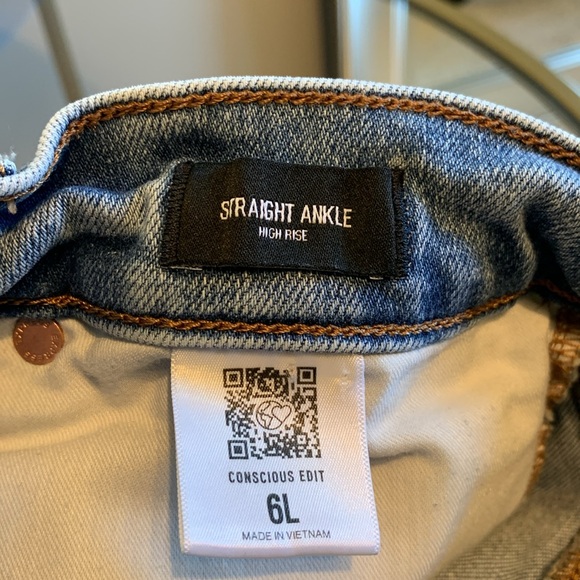 STRAIGHT ANKLE
HIGH RISE
CONSCIOUS EDIT
6L
MADE IN VIETNAM